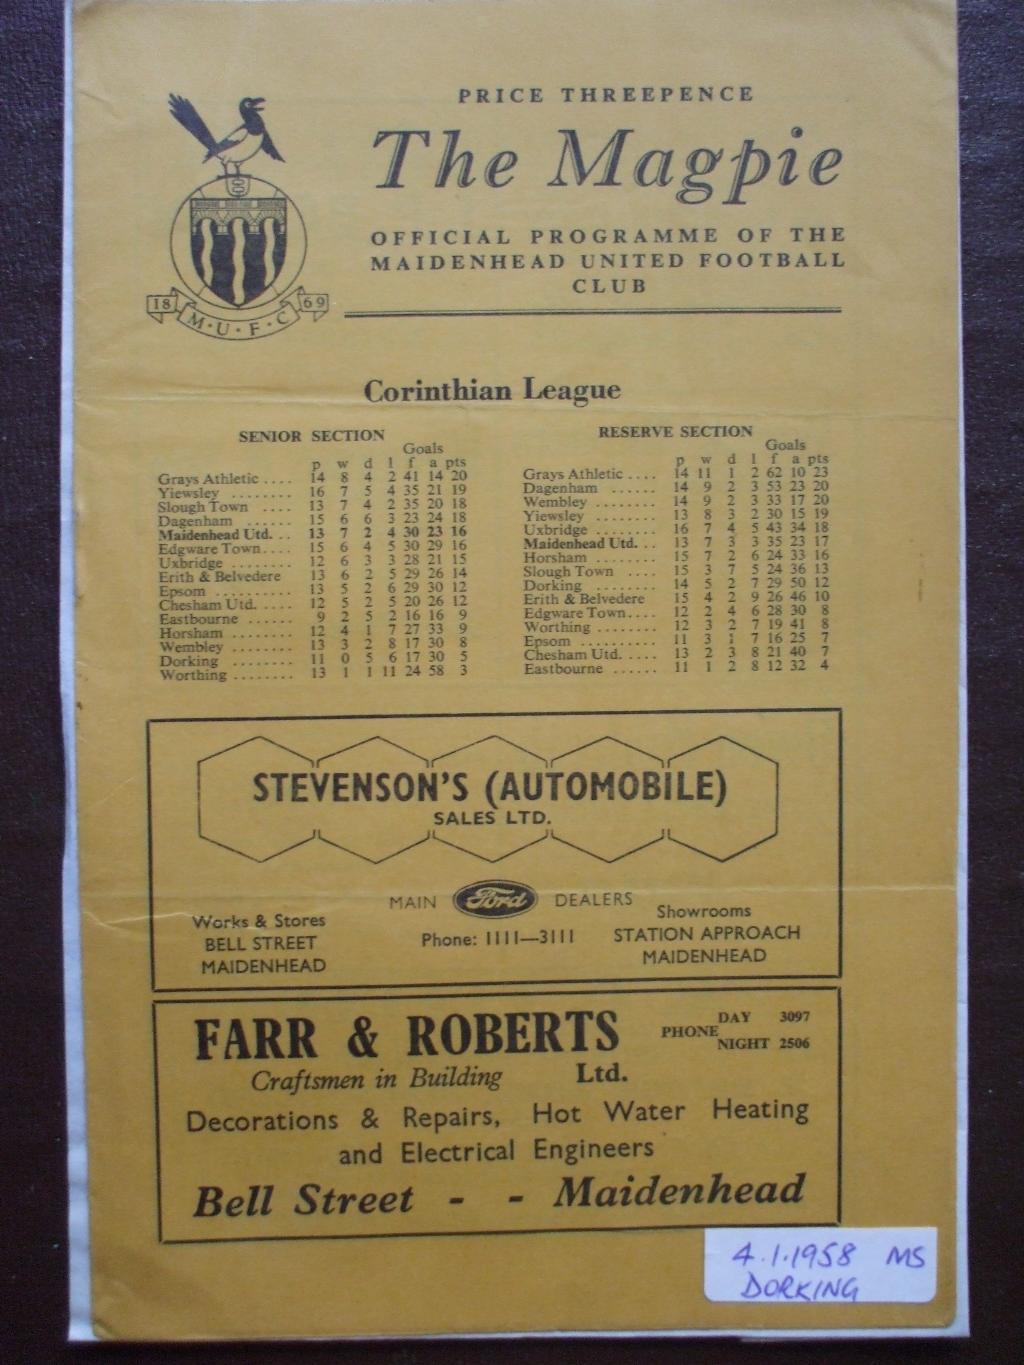 PRICE THREEPENCE
The Magpie
OFFICIAL PROGRAMME OF THE
MAIDENHEAD UNITED FOOTBALL
CLUB
18 69
M·U·F·C
Corinthian League
SENIOR SECTION
Goals
p w d l f a pts
Grays Athletic .... 14 8 4 2 41 14 20
Yiewsley ........ 16 7 5 4 35 21 19
Slough Town .... 13 7 4 2 35 20 18
Dagenham ...... 15 6 6 3 23 24 18
Maidenhead Utd. .. 13 7 2 4 30 23 16
Edgware Town.... 15 6 4 5 30 29 16
Uxbridge ........ 12 6 3 3 28 21 15
Erith & Belvedere 13 6 2 5 29 26 14
Epsom .......... 13 5 2 6 29 30 12
Chesham Utd. .... 12 5 2 5 20 26 12
Eastbourne ...... 9 2 5 2 16 16 9
Horsham ........ 12 4 1 7 27 33 9
Wembley ........ 13 3 2 8 17 30 8
Dorking ........ 11 0 5 6 17 30 5
Worthing ........ 13 1 1 11 24 58 3
RESERVE SECTION
Goals
p w d l f a pts
Grays Athletic .... 14 11 1 2 62 10 23
Dagenham ...... 14 9 2 3 53 23 20
Wembley ........ 14 9 2 3 33 17 20
Yiewsley ........ 13 8 3 2 30 15 19
Uxbridge ........ 16 7 4 5 43 34 18
Maidenhead Utd. .. 13 7 3 3 35 23 17
Horsham ........ 15 7 2 6 24 33 16
Slough Town .... 15 3 7 5 24 36 13
Dorking ........ 14 5 2 7 29 50 12
Erith & Belvedere 15 4 2 9 26 46 10
Edgware Town.... 12 2 4 6 28 30 8
Worthing ........ 12 3 2 7 19 41 8
Epsom .......... 11 3 1 7 16 25 7
Chesham Utd. .... 13 2 3 8 21 40 7
Eastbourne ...... 11 1 2 8 12 32 4
STEVENSON'S (AUTOMOBILE)
SALES LTD.
MAIN Ford DEALERS
Works & Stores
BELL STREET
MAIDENHEAD
Phone: 1111—3111
Showrooms
STATION APPROACH
MAIDENHEAD
FARR & ROBERTS
Ltd.
PHONE DAY 3097
NIGHT 2506
Craftsmen in Building
Decorations & Repairs, Hot Water Heating
and Electrical Engineers
Bell Street - - Maidenhead
4.1.1958 MS
DORKING